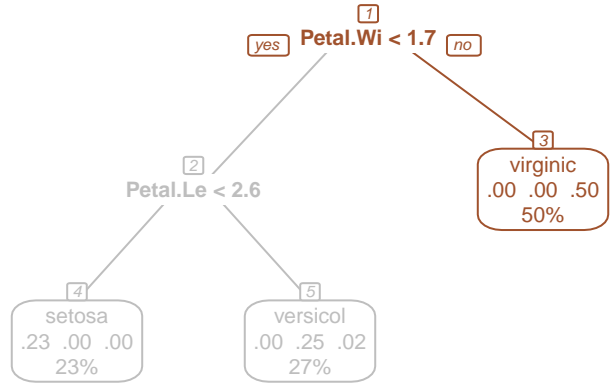 1
yes Petal.Wi < 1.7 no
3
virginic
.00 .00 .50
50%
2
Petal.Le < 2.6
4
setosa
.23 .00 .00
23%
5
versicol
.00 .25 .02
27%